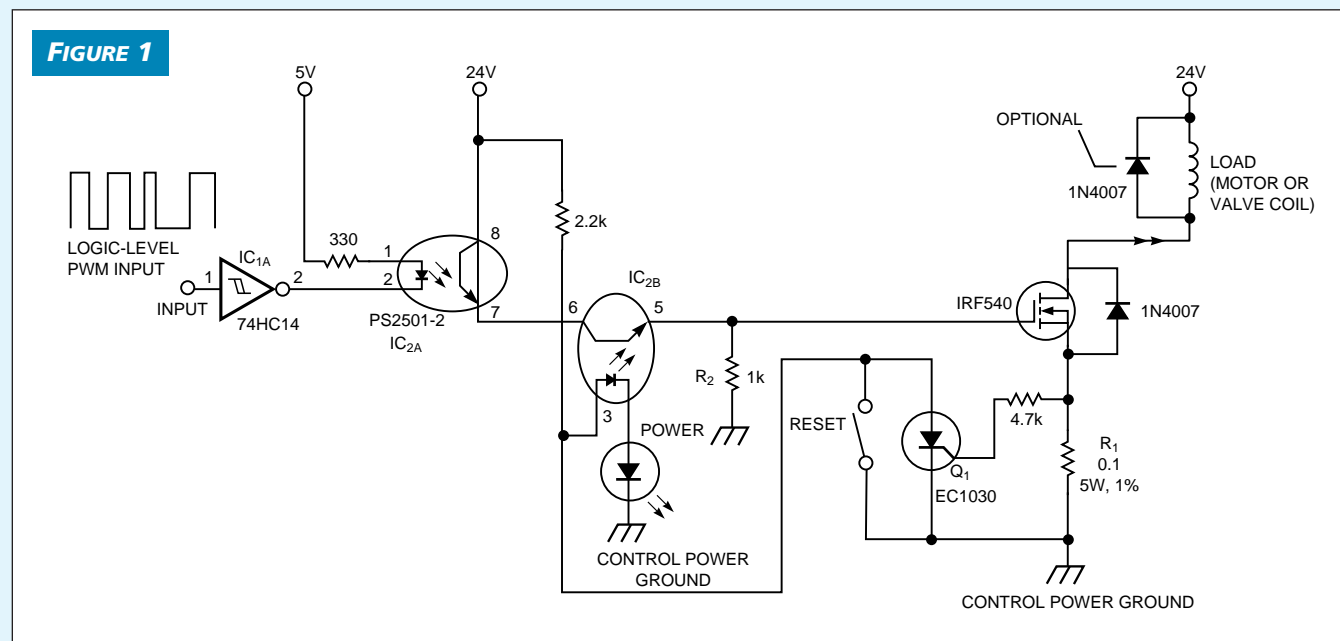 FIGURE 1
5V
24V
24V
OPTIONAL
1N4007
LOAD
(MOTOR OR
VALVE COIL)
LOGIC-LEVEL
PWM INPUT
330
1
2
8
7
2.2k
IC1A
1
2
INPUT
74HC14
PS2501-2
IC2A
IC2B
6
5
3
R2
1k
POWER
CONTROL POWER
GROUND
IRF540
1N4007
RESET
4.7k
Q1
EC1030
R1
0.1
5W, 1%
CONTROL POWER GROUND